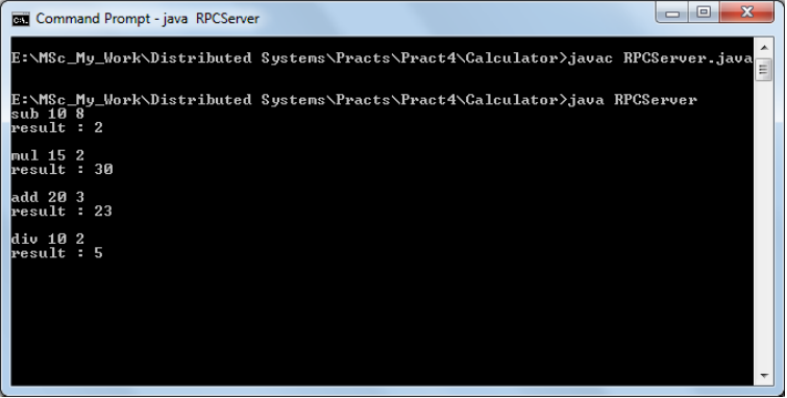 Command Prompt - java RPCServer
E:\MSc_My_Work\Distributed Systems\Practs\Pract4\Calculator>javac RPCServer.java
E:\MSc_My_Work\Distributed Systems\Practs\Pract4\Calculator>java RPCServer
sub 10 8
result : 2
mul 15 2
result : 30
add 20 3
result : 23
div 10 2
result : 5